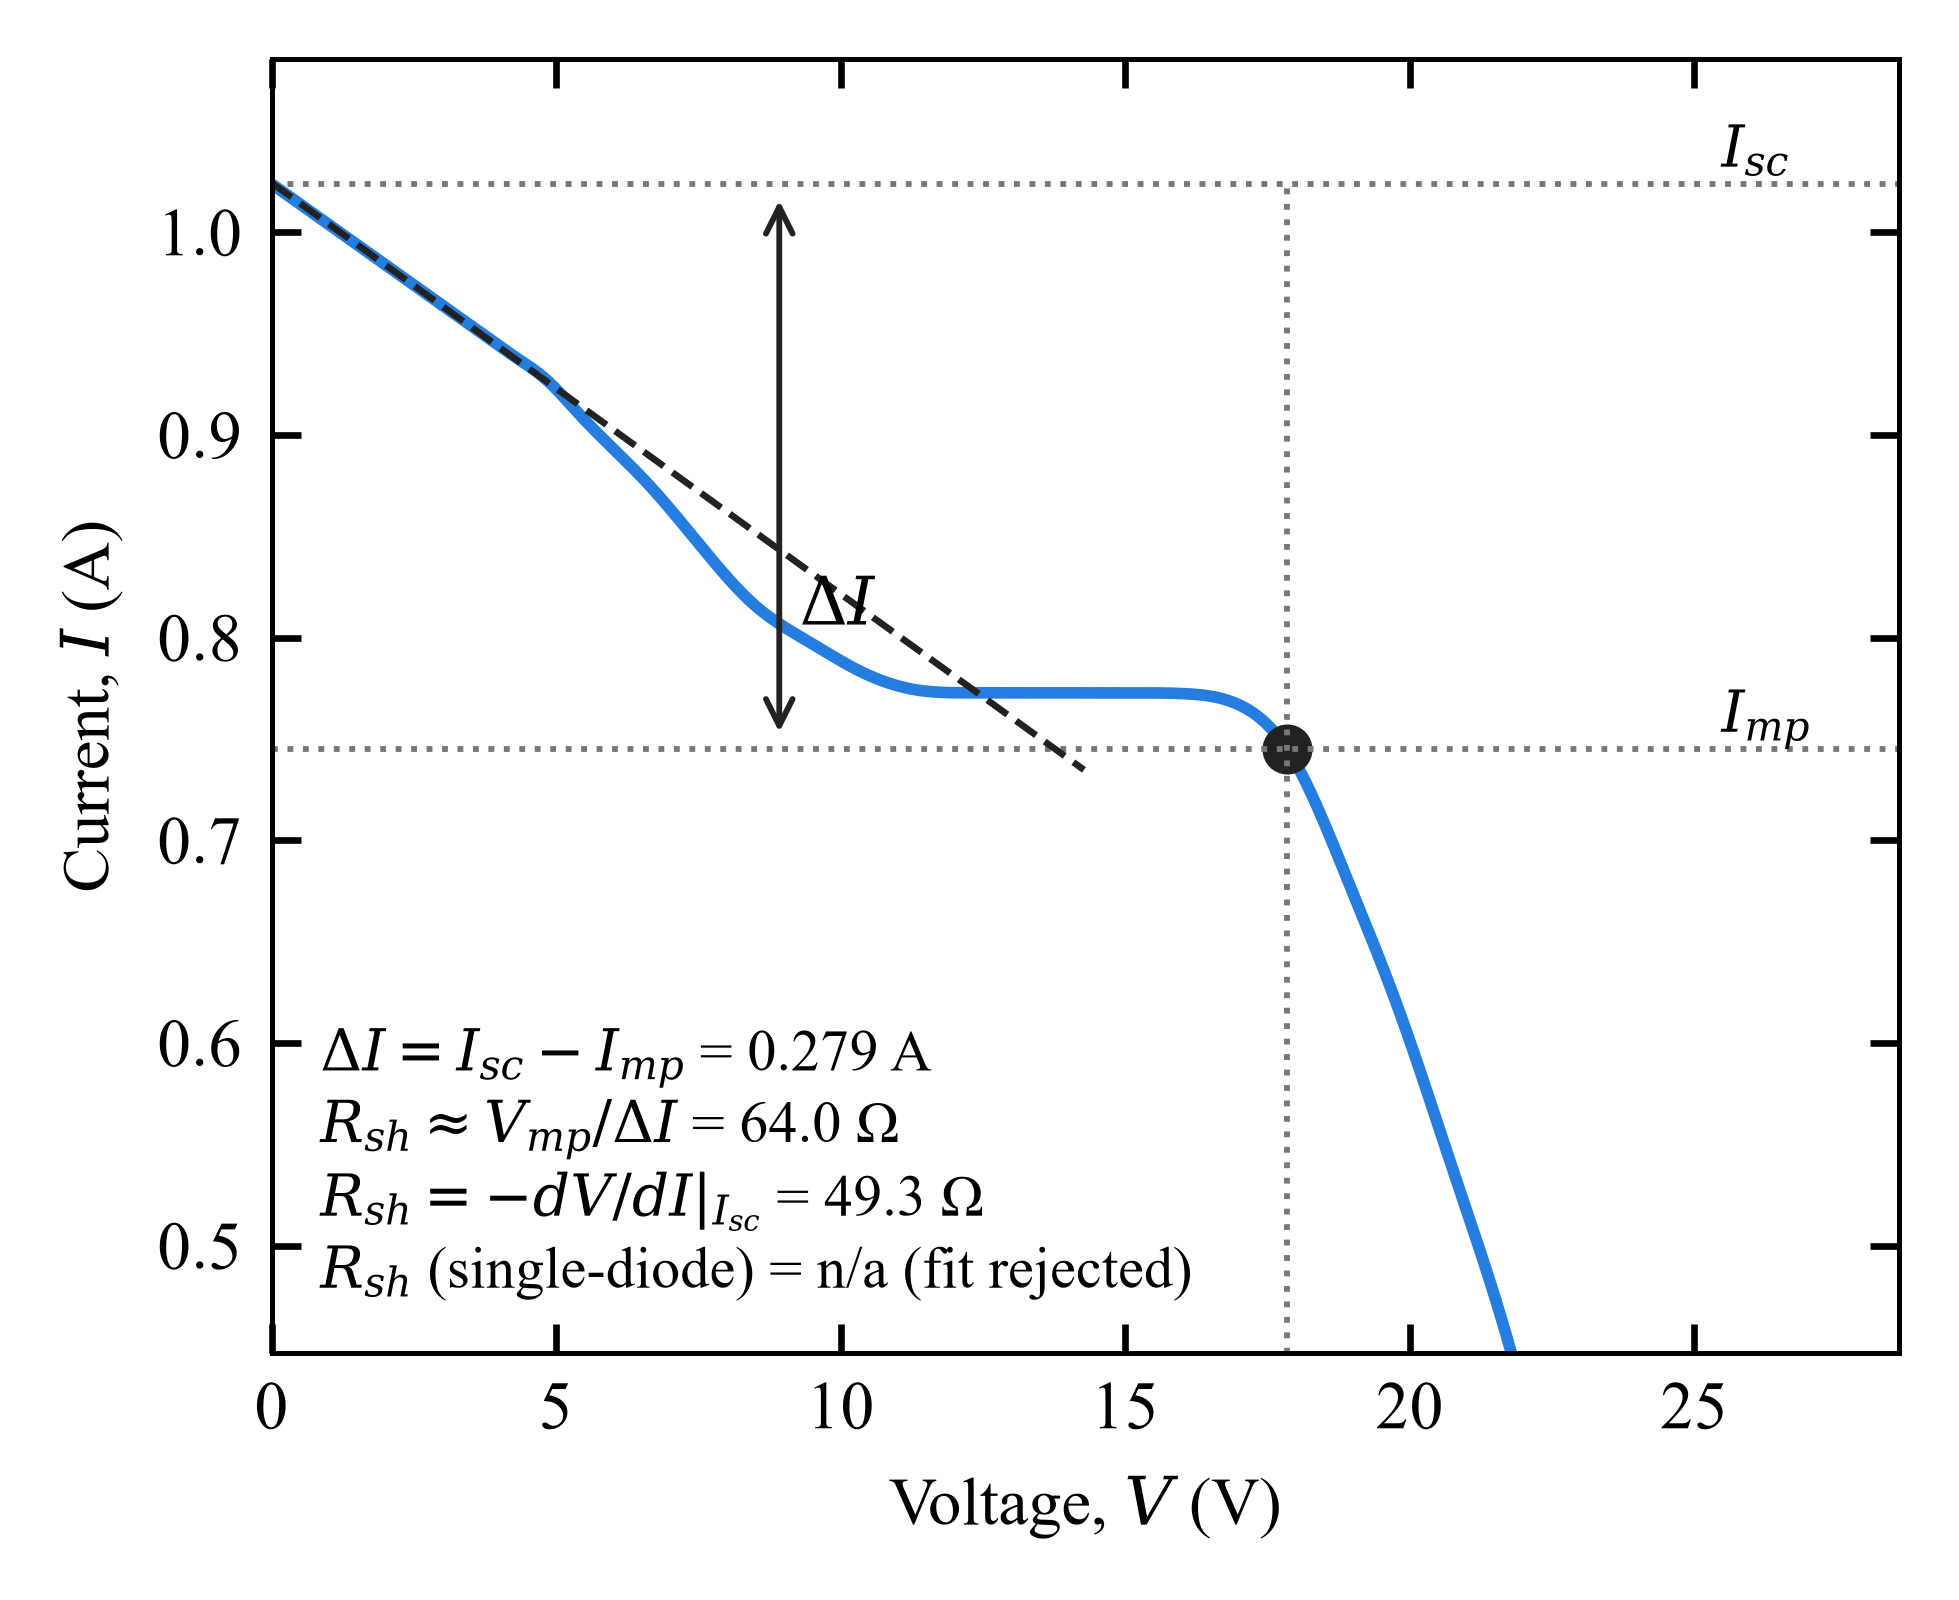 I_sc
1.0
0.9
ΔI
0.8
I_mp
0.7
0.6
0.5
Current, I (A)
ΔI = I_sc − I_mp = 0.279 A
R_sh ≈ V_mp/ΔI = 64.0 Ω
R_sh = −dV/dI|_I_sc = 49.3 Ω
R_sh (single-diode) = n/a (fit rejected)
0 5 10 15 20 25
Voltage, V (V)